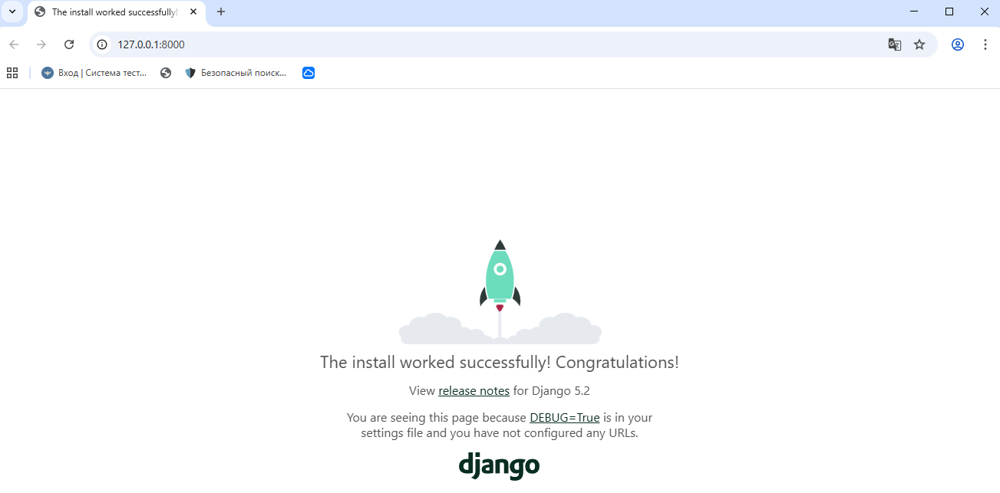 The install worked successfully!
127.0.0.1:8000
Вход | Система тест...
Безопасный поиск...
The install worked successfully! Congratulations!
View release notes for Django 5.2
You are seeing this page because DEBUG=True is in your
settings file and you have not configured any URLs.
django